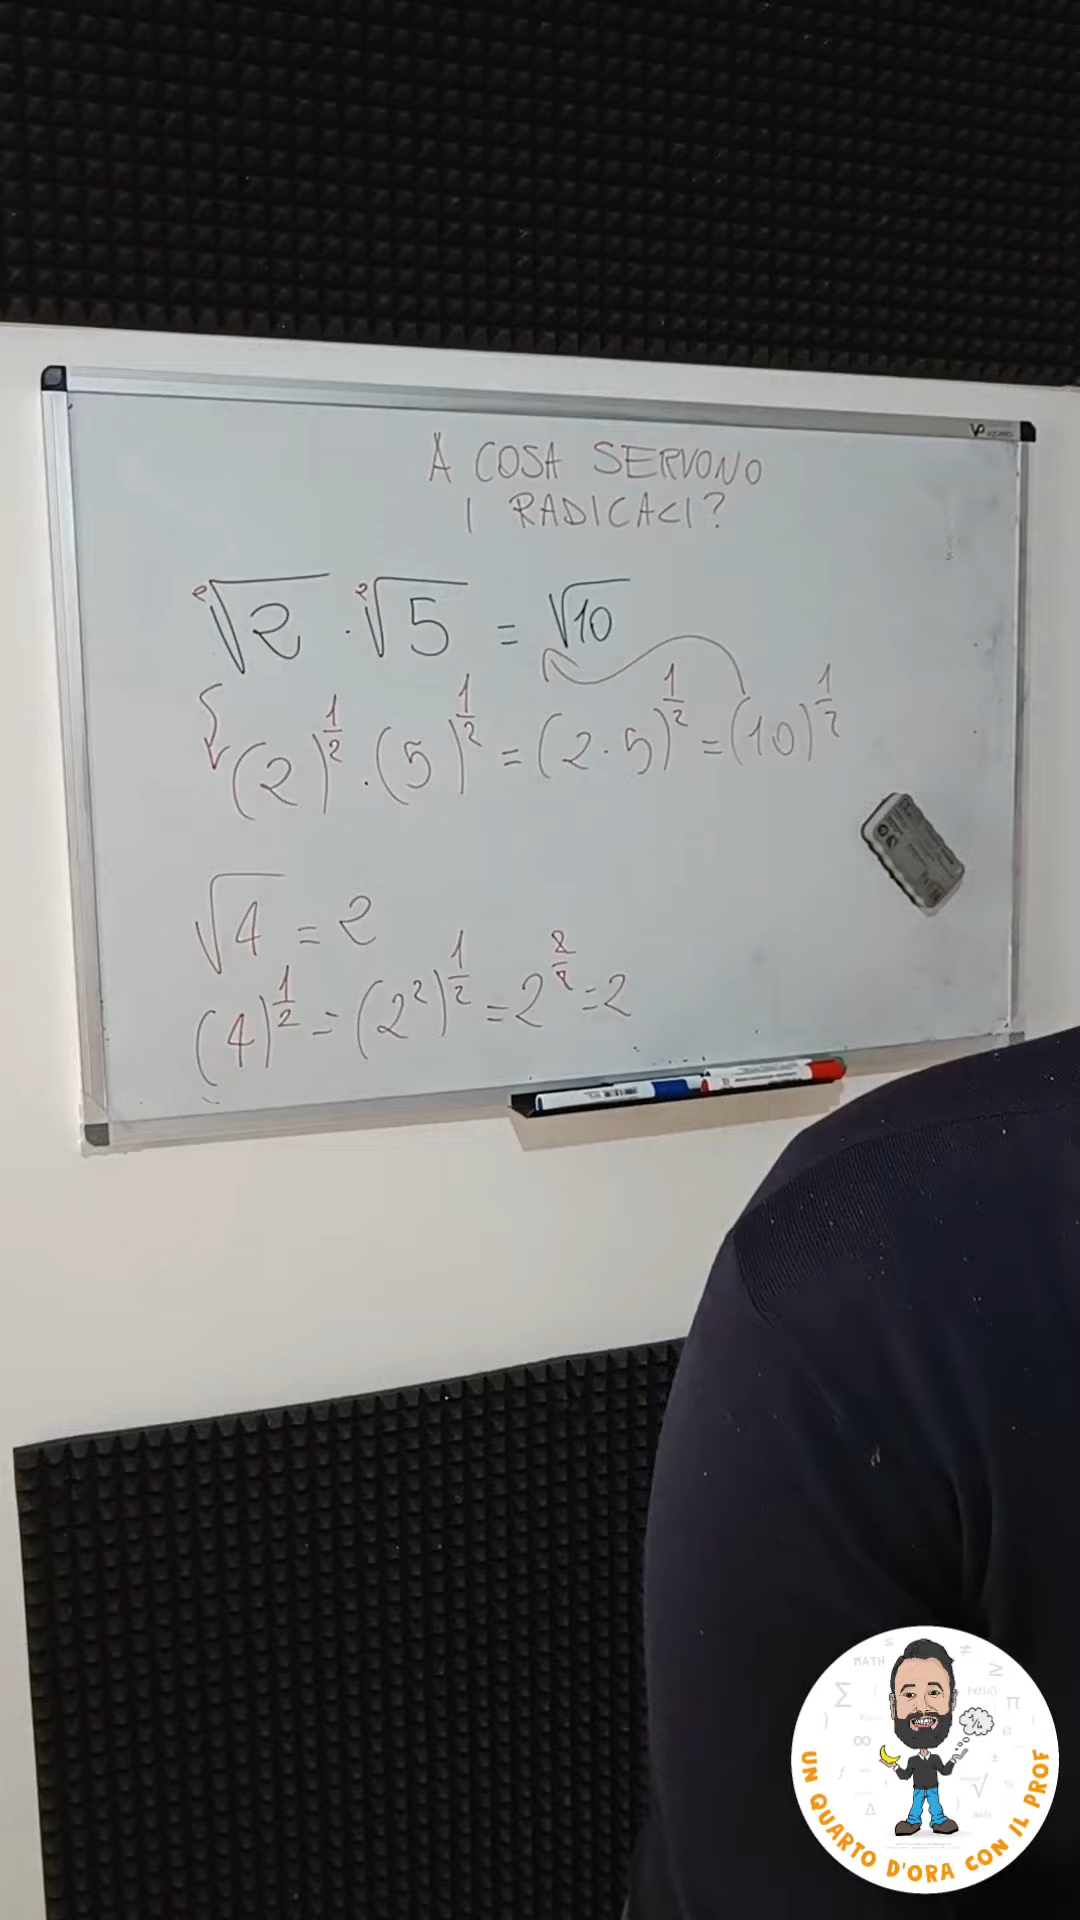 A COSA SERVONO
I RADICALI?
²√2 · ²√5 = √10
(2)^1/2 · (5)^1/2 = (2·5)^1/2 = (10)^1/2
√4 = 2
(4)^1/2 = (2²)^1/2 = 2^2/2 = 2
MATH
UN QUARTO D'ORA CON IL PROF